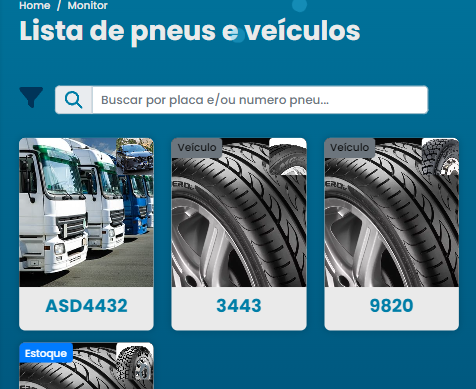 Home / Monitor
Lista de pneus e veículos
Buscar por placa e/ou numero pneu...
Veículo
Veículo
ASD4432
3443
9820
Estoque